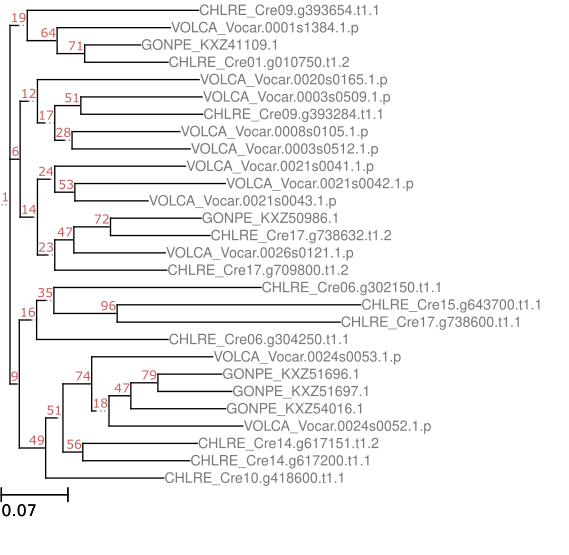 19 CHLRE_Cre09.g393654.t1.1
64 VOLCA_Vocar.0001s1384.1.p
71 GONPE_KXZ41109.1
CHLRE_Cre01.g010750.t1.2
12 VOLCA_Vocar.0020s0165.1.p
51 VOLCA_Vocar.0003s0509.1.p
17 CHLRE_Cre09.g393284.t1.1
28 VOLCA_Vocar.0008s0105.1.p
6 VOLCA_Vocar.0003s0512.1.p
24 VOLCA_Vocar.0021s0041.1.p
53 VOLCA_Vocar.0021s0042.1.p
1 VOLCA_Vocar.0021s0043.1.p
14 72 GONPE_KXZ50986.1
47 CHLRE_Cre17.g738632.t1.2
23 VOLCA_Vocar.0026s0121.1.p
CHLRE_Cre17.g709800.t1.2
35 CHLRE_Cre06.g302150.t1.1
96 CHLRE_Cre15.g643700.t1.1
16 CHLRE_Cre17.g738600.t1.1
CHLRE_Cre06.g304250.t1.1
VOLCA_Vocar.0024s0053.1.p
9 74 79 GONPE_KXZ51696.1
47 GONPE_KXZ51697.1
51 18 GONPE_KXZ54016.1
VOLCA_Vocar.0024s0052.1.p
49 56 CHLRE_Cre14.g617151.t1.2
CHLRE_Cre14.g617200.t1.1
CHLRE_Cre10.g418600.t1.1
0.07